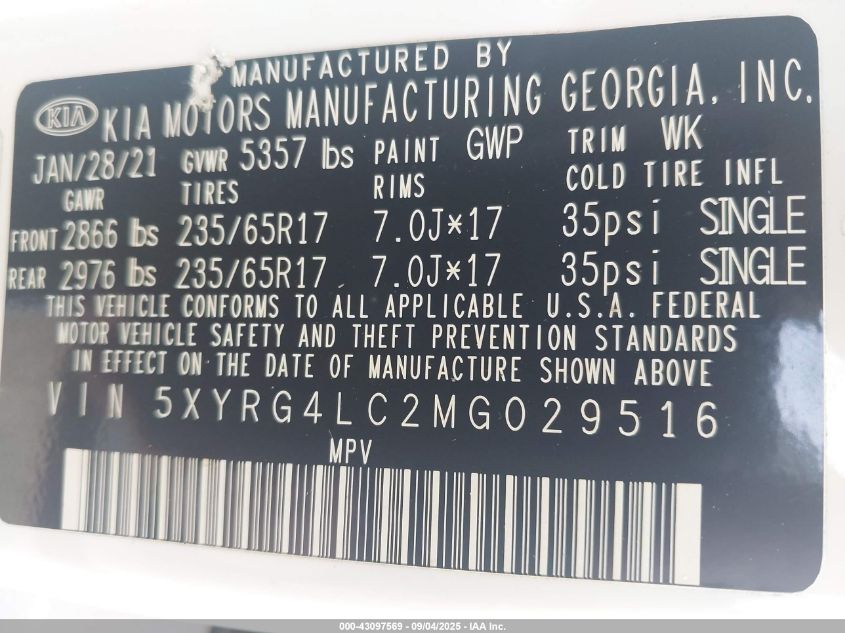 MANUFACTURED BY
KIA KIA MOTORS MANUFACTURING GEORGIA, INC.
JAN/28/21 GVWR 5357 lbs PAINT GWP TRIM WK
GAWR TIRES RIMS COLD TIRE INFL
FRONT 2866 lbs 235/65R17 7.0J*17 35psi SINGLE
REAR 2976 lbs 235/65R17 7.0J*17 35psi SINGLE
THIS VEHICLE CONFORMS TO ALL APPLICABLE U.S.A. FEDERAL
MOTOR VEHICLE SAFETY AND THEFT PREVENTION STANDARDS
IN EFFECT ON THE DATE OF MANUFACTURE SHOWN ABOVE
VIN 5XYRG4LC2MG029516
MPV
000-43097569 - 09/04/2025 - IAA Inc.